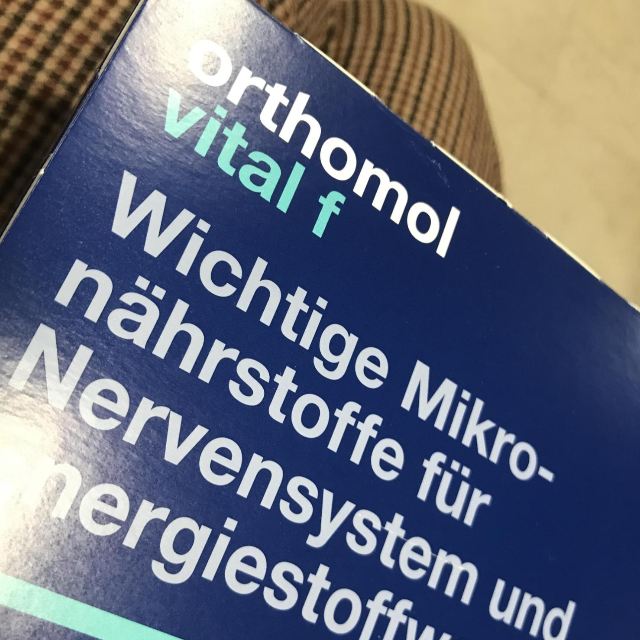 orthomol
vital f
Wichtige Mikro-
nährstoffe für
Nervensystem und